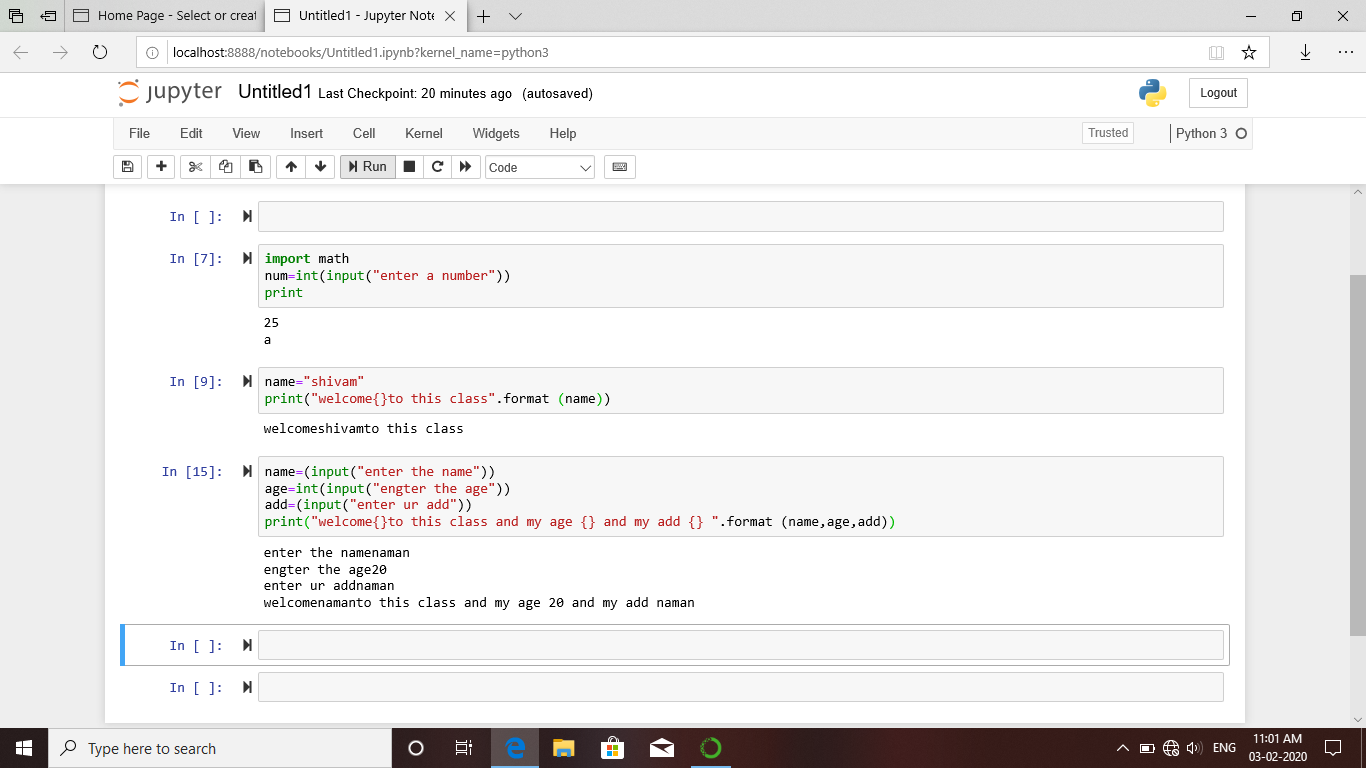 Home Page - Select or creat
Untitled1 - Jupyter Note
localhost:8888/notebooks/Untitled1.ipynb?kernel_name=python3
jupyter Untitled1 Last Checkpoint: 20 minutes ago (autosaved)
Logout
File Edit View Insert Cell Kernel Widgets Help
Trusted
Python 3
Run
Code
In [ ]:
In [7]:
import math
num=int(input("enter a number"))
print
25
a
In [9]:
name="shivam"
print("welcome{}to this class".format (name))
welcomeshivamto this class
In [15]:
name=(input("enter the name"))
age=int(input("engter the age"))
add=(input("enter ur add"))
print("welcome{}to this class and my age {} and my add {} ".format (name,age,add))
enter the namenaman
engter the age20
enter ur addnaman
welcomenamanto this class and my age 20 and my add naman
In [ ]:
In [ ]:
Type here to search
ENG
11:01 AM
03-02-2020